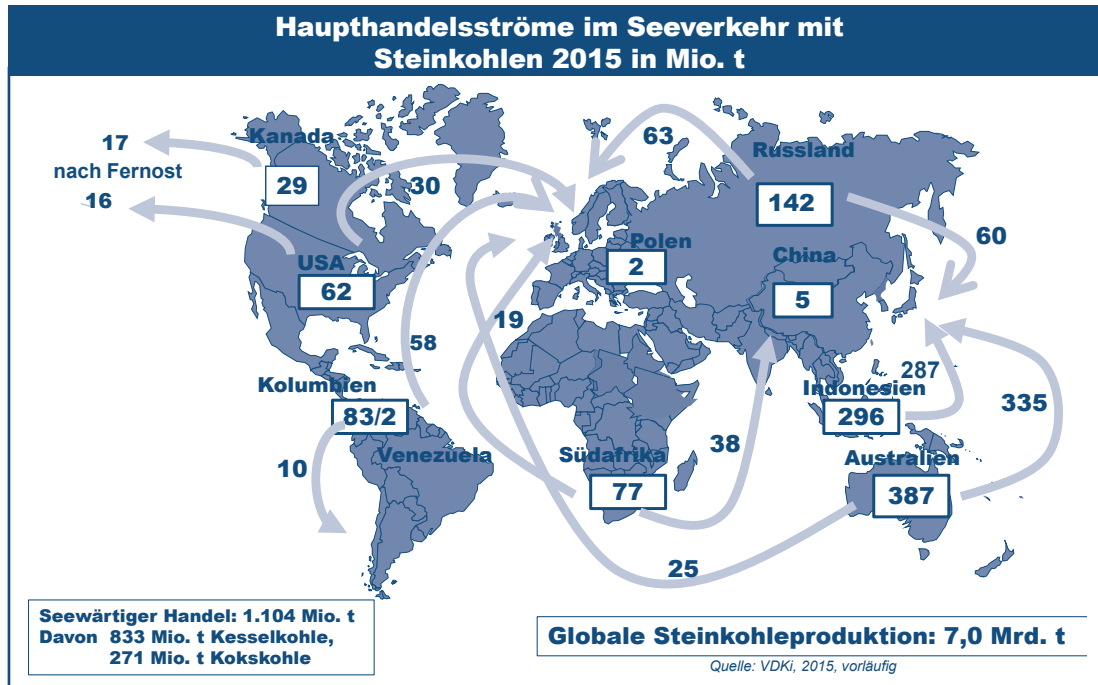 Haupthandelsströme im Seeverkehr mit
Steinkohlen 2015 in Mio. t
17
nach Fernost
16
Kanada
29
30
63
Russland
142
60
USA
62
Polen
2
China
5
58
19
287
Kolumbien
83/2
Indonesien
296
335
10
Venezuela
Südafrika
77
38
Australien
387
25
Seewärtiger Handel: 1.104 Mio. t
Davon 833 Mio. t Kesselkohle,
271 Mio. t Kokskohle
Globale Steinkohleproduktion: 7,0 Mrd. t
Quelle: VDKi, 2015, vorläufig